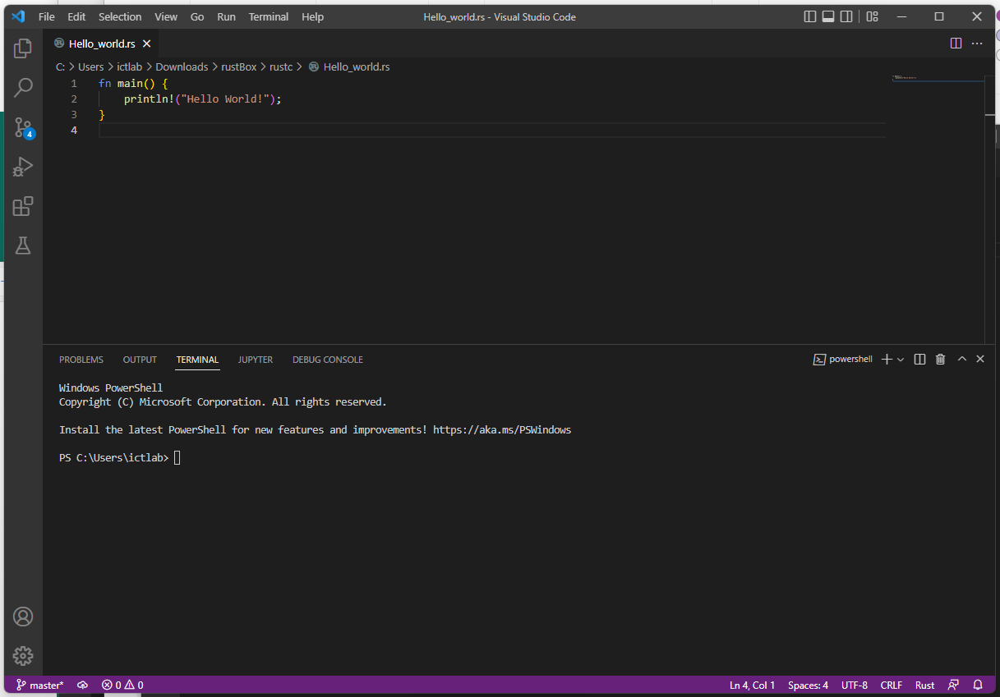 File Edit Selection View Go Run Terminal Help Hello_world.rs - Visual Studio Code
Hello_world.rs
C: > Users > ictlab > Downloads > rustBox > rustc > Hello_world.rs
1 fn main() {
2     println!("Hello World!");
3 }
4
4
PROBLEMS OUTPUT TERMINAL JUPYTER DEBUG CONSOLE powershell
Windows PowerShell
Copyright (C) Microsoft Corporation. All rights reserved.
Install the latest PowerShell for new features and improvements! https://aka.ms/PSWindows
PS C:\Users\ictlab>
master* 0 0 Ln 4, Col 1 Spaces: 4 UTF-8 CRLF Rust